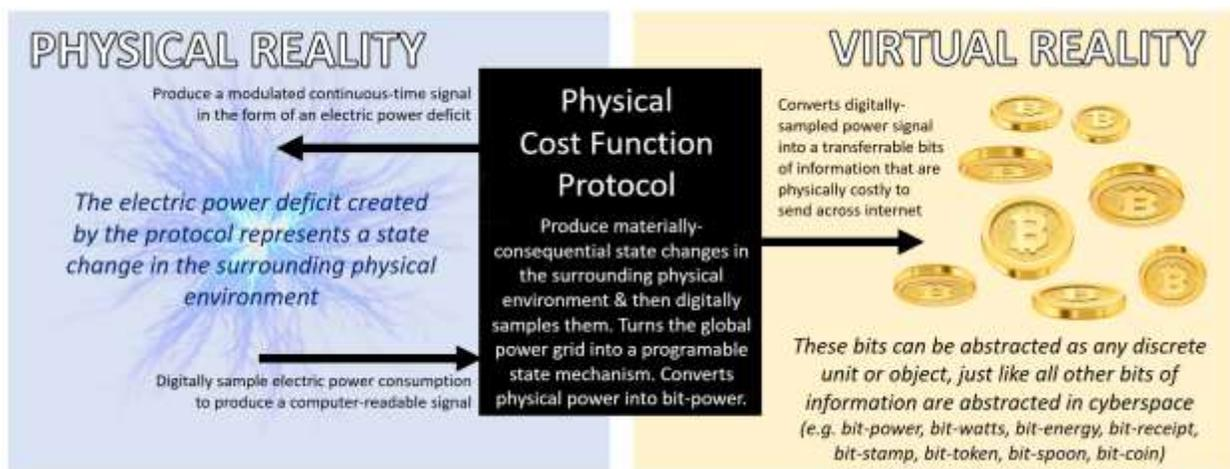 PHYSICAL REALITY
Produce a modulated continuous-time signal
in the form of an electric power deficit
The electric power deficit created
by the protocol represents a state
change in the surrounding physical
environment
Digitally sample electric power consumption
to produce a computer-readable signal
Physical
Cost Function
Protocol
Produce materially-
consequential state changes in
the surrounding physical
environment & then digitally
samples them. Turns the global
power grid into a programable
state mechanism. Converts
physical power into bit-power.
VIRTUAL REALITY
Converts digitally-
sampled power signal
into a transferrable bits
of information that are
physically costly to
send across internet
These bits can be abstracted as any discrete
unit or object, just like all other bits of
information are abstracted in cyberspace
(e.g. bit-power, bit-watts, bit-energy, bit-receipt,
bit-stamp, bit-token, bit-spoon, bit-coin)